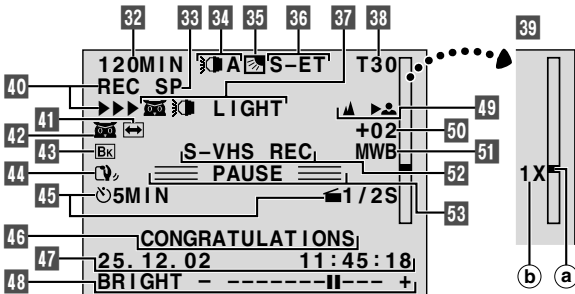 32 33 34 35 36 37 38 39
120MIN A S-ET T30
40 REC SP
LIGHT 49
41
42 +02 50
43 BK MWB 51
S-VHS REC 52
44 PAUSE
45 5MIN 1/2S 53
1X
46 CONGRATULATIONS
47 25.12.02 11:45:18
48 BRIGHT - ------▮▮--- +
b a